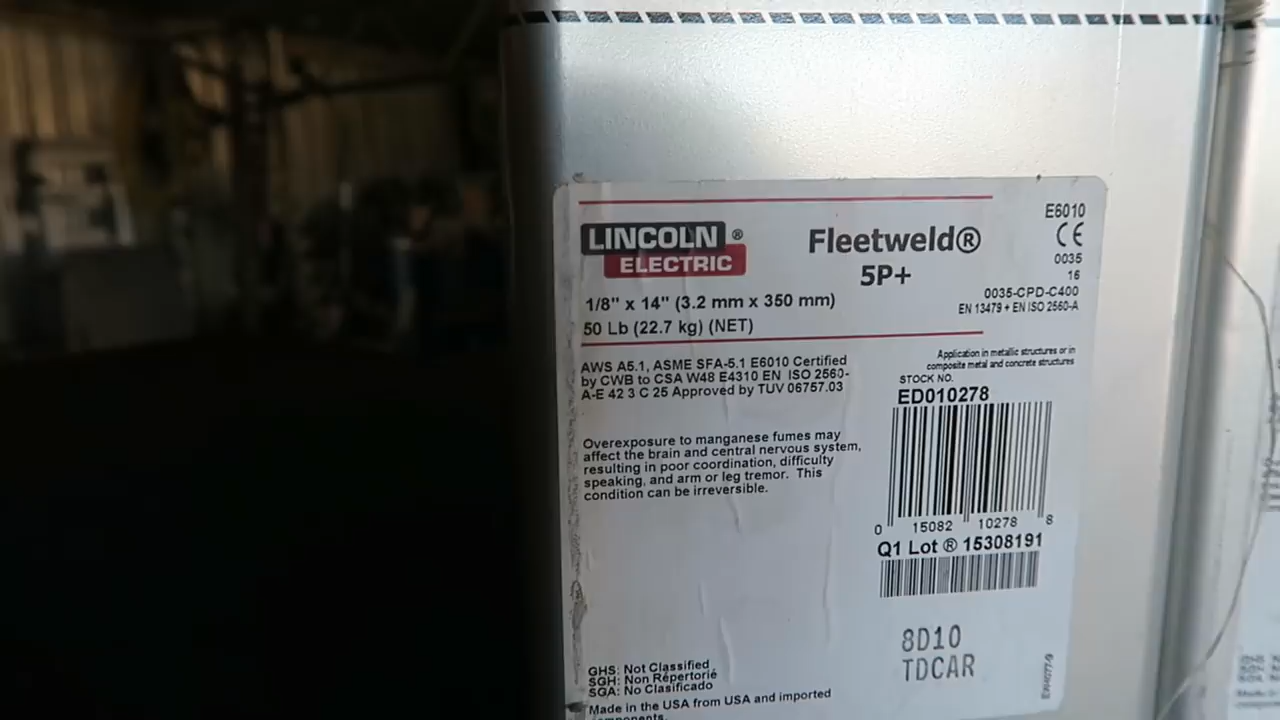 LINCOLN ®
ELECTRIC
Fleetweld®
5P+
E6010
CE
0035
16
0035-CPD-C400
EN 13479 + EN ISO 2560-A
1/8" x 14" (3.2 mm x 350 mm)
50 Lb (22.7 kg) (NET)
AWS A5.1, ASME SFA-5.1 E6010 Certified
by CWB to CSA W48 E4310 EN ISO 2560-
A-E 42 3 C 25 Approved by TUV 06757.03
Application in metallic structures or in
composite metal and concrete structures
STOCK NO.
ED010278
0 15082 10278 8
Q1 Lot ® 15308191
Overexposure to manganese fumes may
affect the brain and central nervous system,
resulting in poor coordination, difficulty
speaking, and arm or leg tremor. This
condition can be irreversible.
8D10
TDCAR
GHS: Not Classified
SGH: Non Répertorié
SGA: No Clasificado
Made in the USA from USA and imported
components.